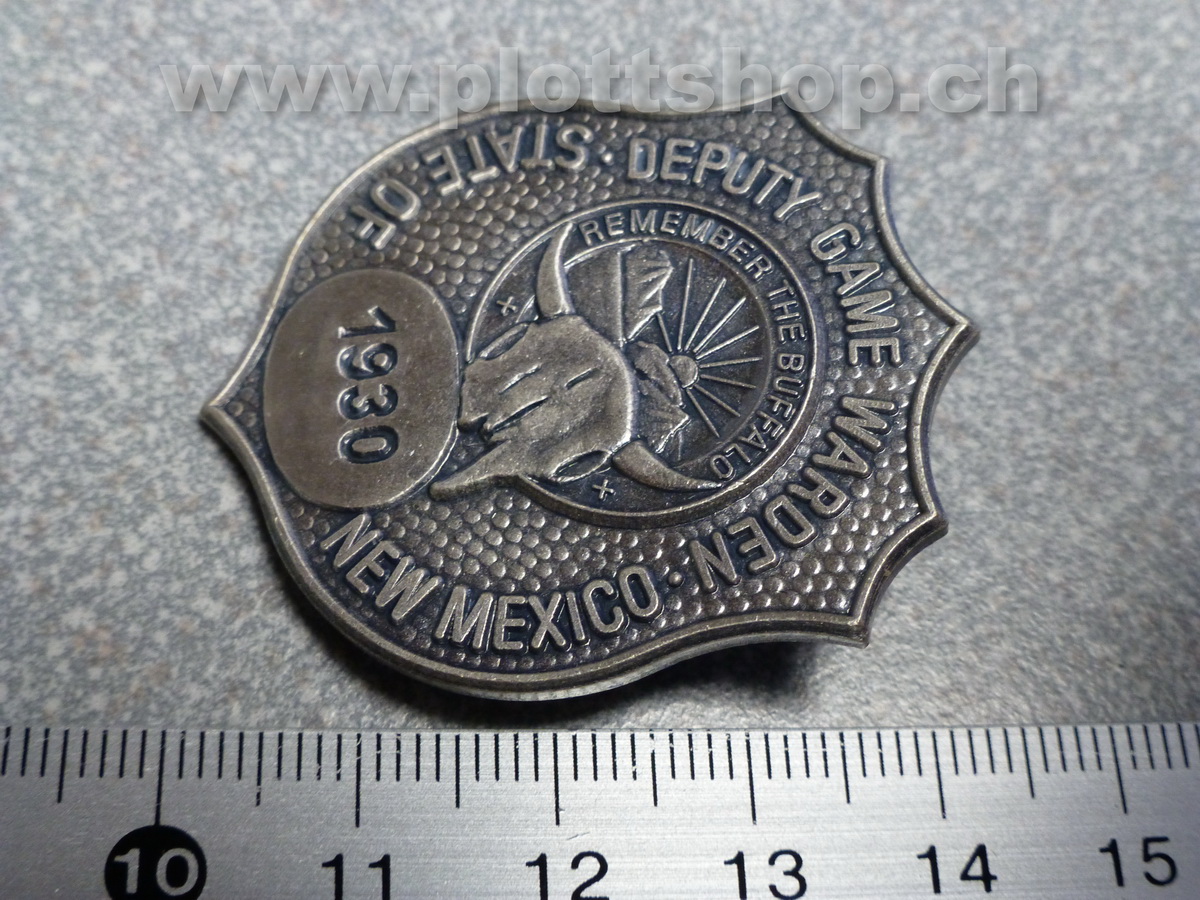 www.plottshop.ch
· DEPUTY GAME WARDEN ·
REMEMBER THE BUFFALO
1930
STATE OF
NEW MEXICO
10 11 12 13 14 15